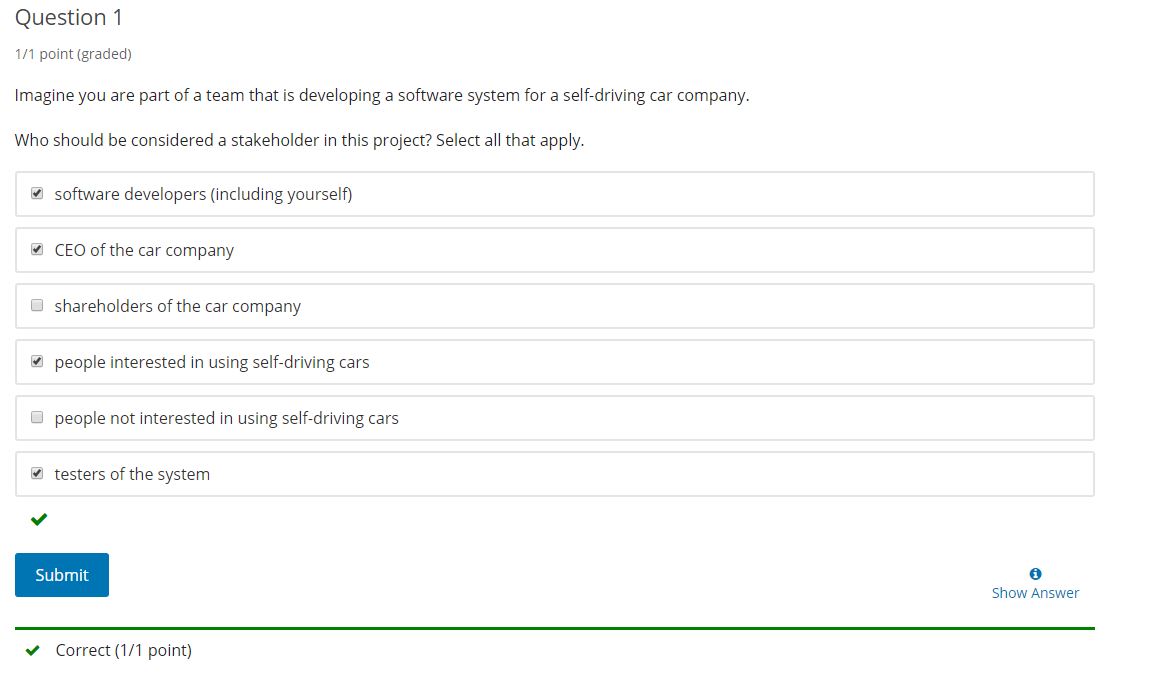 Question 1
1/1 point (graded)
Imagine you are part of a team that is developing a software system for a self-driving car company.
Who should be considered a stakeholder in this project? Select all that apply.
software developers (including yourself)
CEO of the car company
shareholders of the car company
people interested in using self-driving cars
people not interested in using self-driving cars
testers of the system
Submit
Show Answer
Correct (1/1 point)